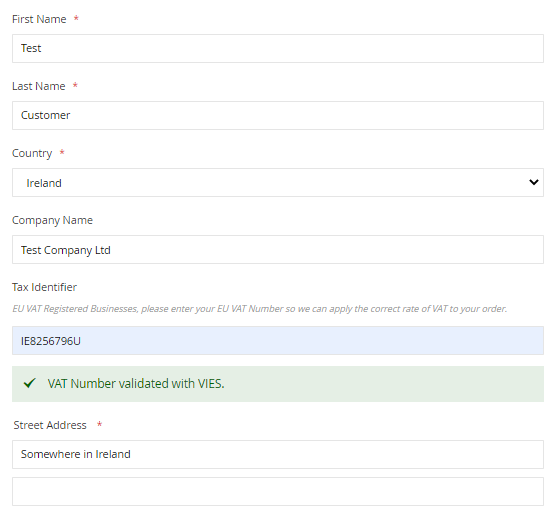 First Name *
Test
Last Name *
Customer
Country *
Ireland
Company Name
Test Company Ltd
Tax Identifier
EU VAT Registered Businesses, please enter your EU VAT Number so we can apply the correct rate of VAT to your order.
IE8256796U
VAT Number validated with VIES.
Street Address *
Somewhere in Ireland